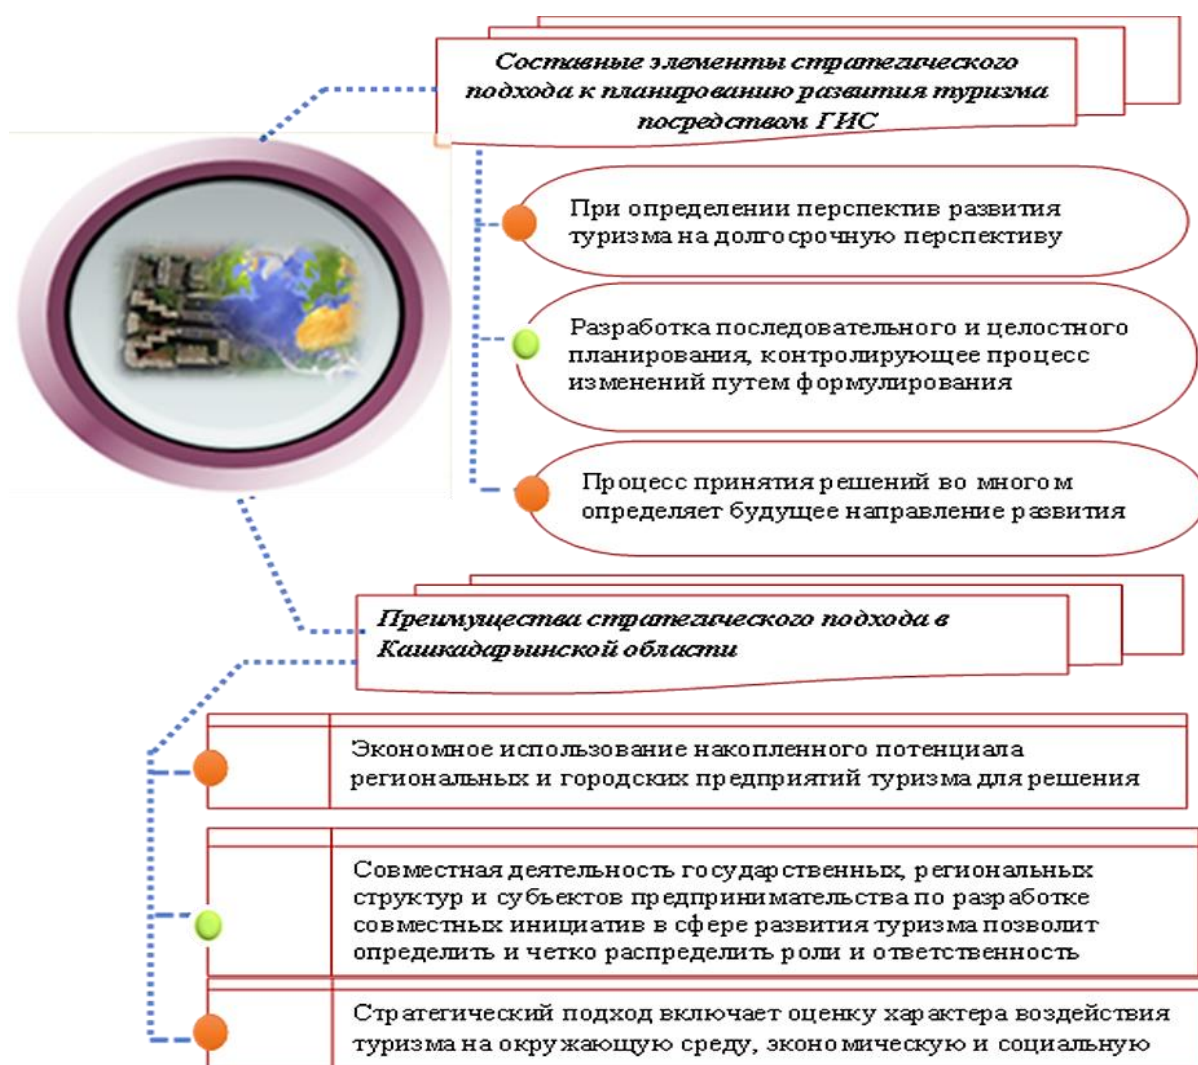 Составные элементы стратегического
подхода к планированию развития туризма
посредством ГИС
При определении перспектив развития
туризма на долгосрочную перспективу
Разработка последовательного и целостного
планирования, контролирующее процесс
изменений путем формулирования
Процесс принятия решений во многом
определяет будущее направление развития
Преимущества стратегического подхода в
Кашкадарьинской области
Экономное использование накопленного потенциала
региональных и городских предприятий туризма для решения
Совместная деятельность государственных, региональных
структур и субъектов предпринимательства по разработке
совместных инициатив в сфере развития туризма позволит
определить и четко распределить роли и ответственность
Стратегический подход включает оценку характера воздействия
туризма на окружающую среду, экономическую и социальную